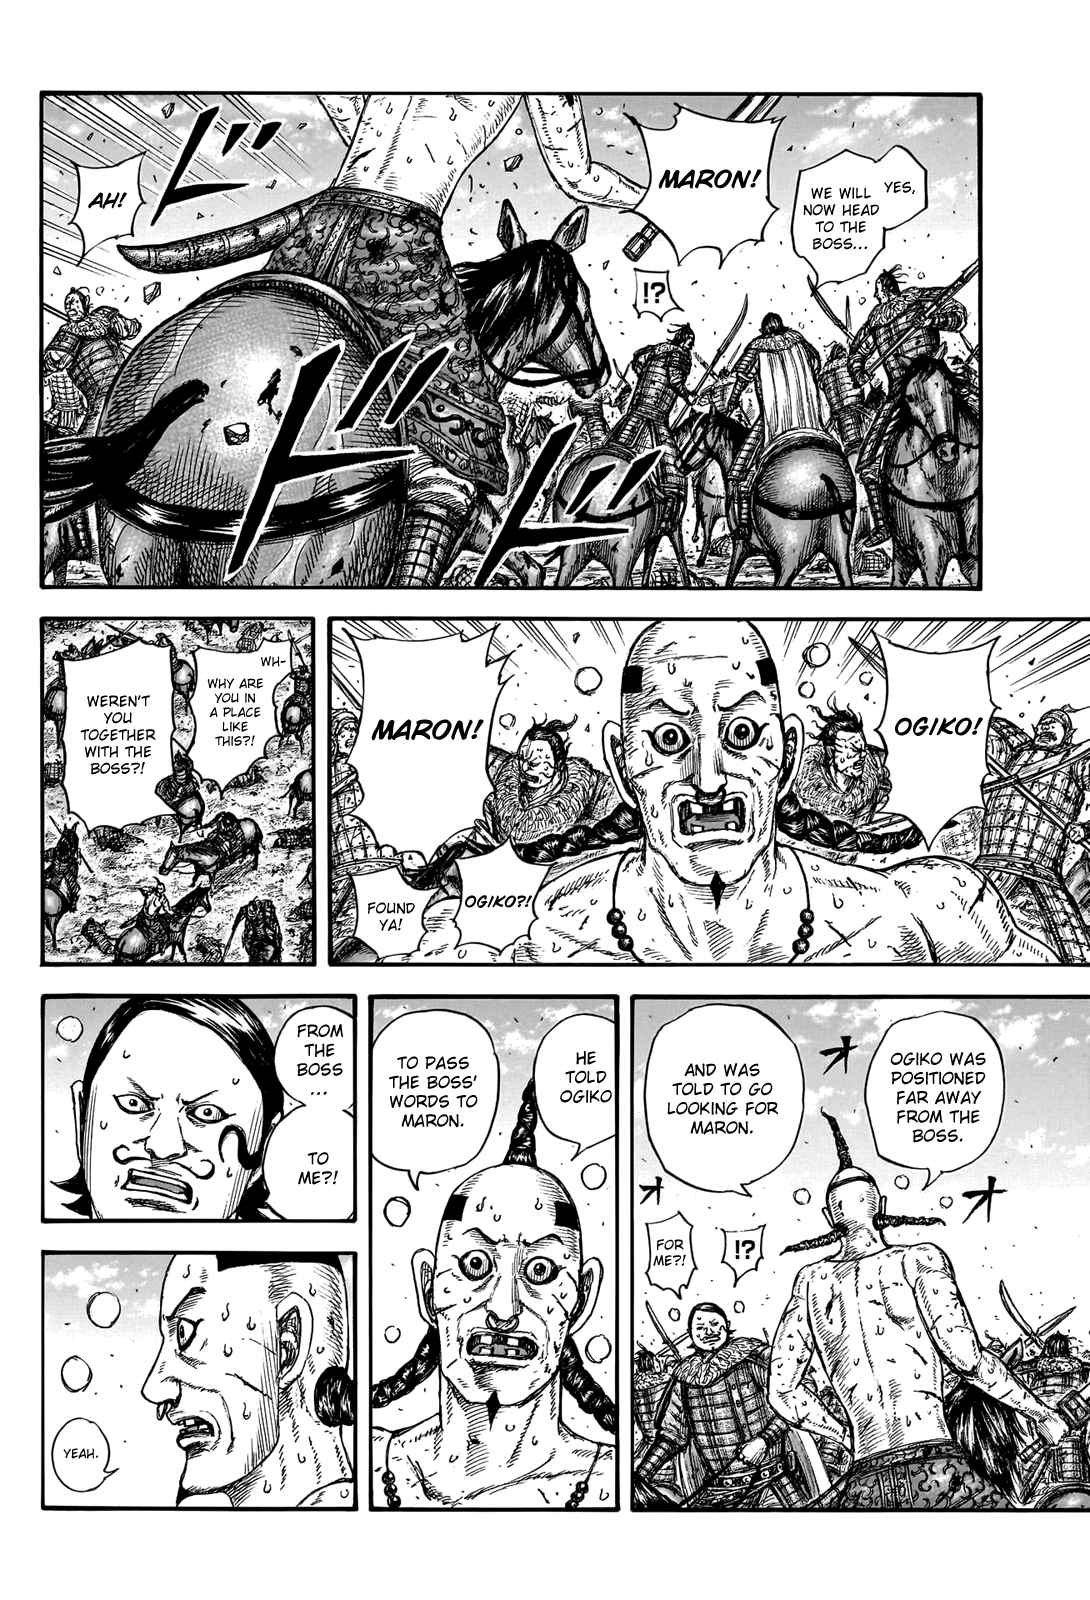 YES,
WE WILL
NOW HEAD
TO THE
BOSS...
MARON!
!?
AH!
ドドド
OGIKO!
MARON!
OGIKO?!
FOUND
YA!
WH-
WHY ARE
YOU IN
A PLACE
LIKE
THIS?!
WEREN'T
YOU
TOGETHER
WITH THE
BOSS?!
OGIKO WAS
POSITIONED
FAR AWAY
FROM THE
BOSS.
オオオ
AND WAS
TOLD TO GO
LOOKING FOR
MARON.
!?
FOR
ME?!
HE
TOLD
OGIKO
TO PASS
THE BOSS'
WORDS TO
MARON.
FROM
THE
BOSS
...
TO
ME?!
YEAH.